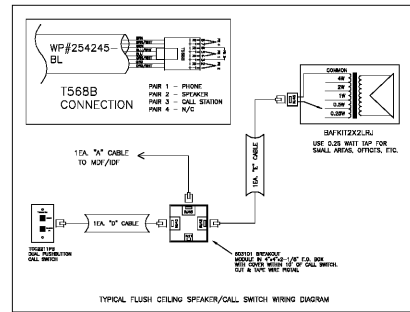 WP#254245-
BL
T568B
CONNECTION
PAIR 1 - PHONE
PAIR 2 - SPEAKER
PAIR 3 - CALL STATION
PAIR 4 - N/C
COMMON
4W
2W
1W
0.5W
0.25W
BAFKIT2X2LRJ
USE 0.25 WATT TAP FOR
SMALL AREAS, OFFICES, ETC.
1EA. "E" CABLE
1EA. "A" CABLE
TO MDF/IDF
1EA. "D" CABLE
DUAL PUSHBUTTON
CALL SWITCH
603101 BREAKOUT
MODULE IN 4"x4"x2-1/8" F.O. BOX
WITH COVER WITHIN 10' OF CALL SWITCH.
CUT & TAPE WIRE PIGTAIL
TYPICAL FLUSH CEILING SPEAKER/CALL SWITCH WIRING DIAGRAM